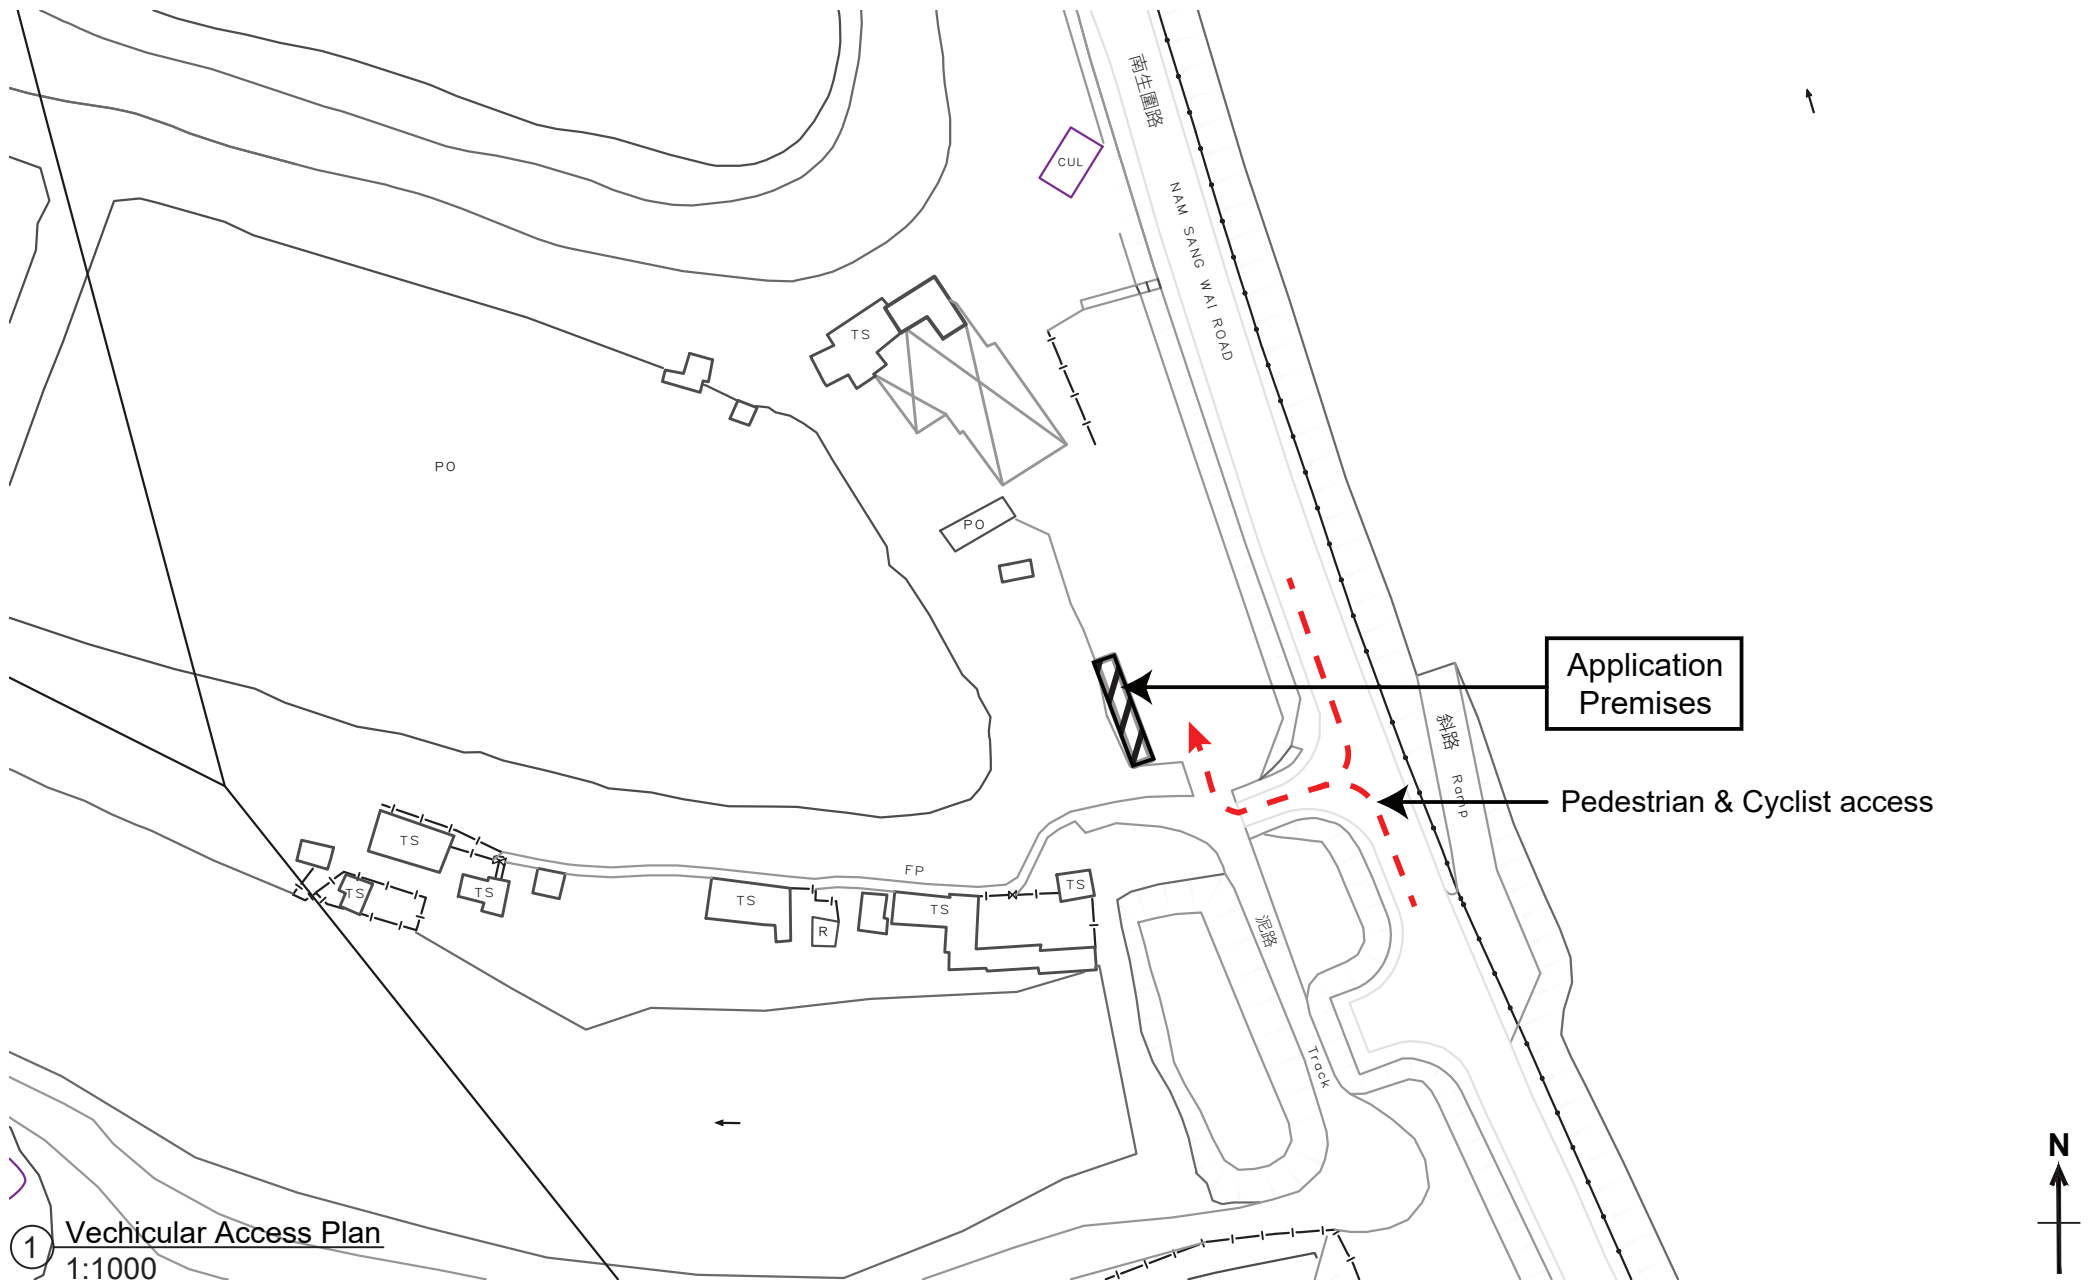 南生圍路
CUL
NAM SANG WAI ROAD
TS
PO
PO
Application
Premises
斜路 Ramp
Pedestrian & Cyclist access
TS
TS
TS
FP
TS
R
TS
TS
泥路
Track
N
1 Vechicular Access Plan
1:1000